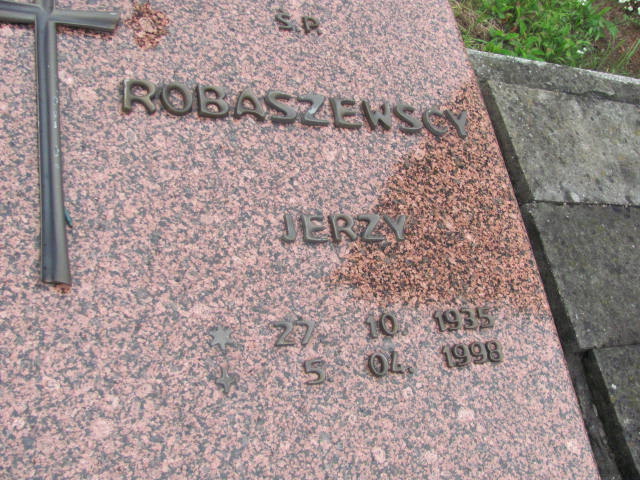 Ś.P.
ROBASZEWSCY
JERZY
27. 10. 1935
5. 04. 1998